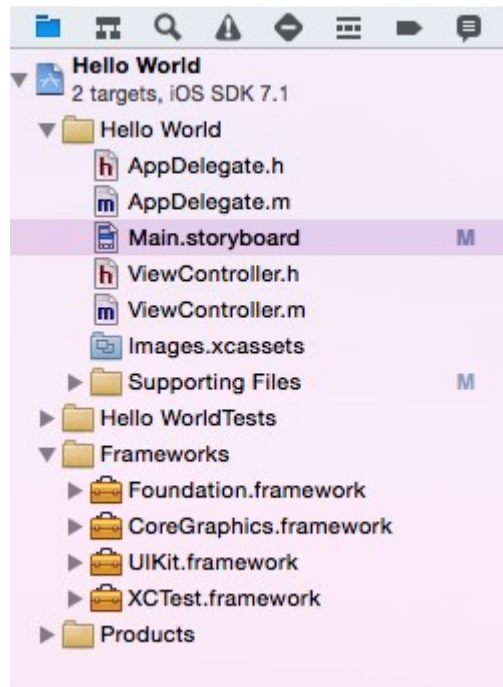 Hello World
2 targets, iOS SDK 7.1
Hello World
h AppDelegate.h
m AppDelegate.m
Main.storyboard M
h ViewController.h
m ViewController.m
Images.xcassets
Supporting Files M
Hello WorldTests
Frameworks
Foundation.framework
CoreGraphics.framework
UIKit.framework
XCTest.framework
Products